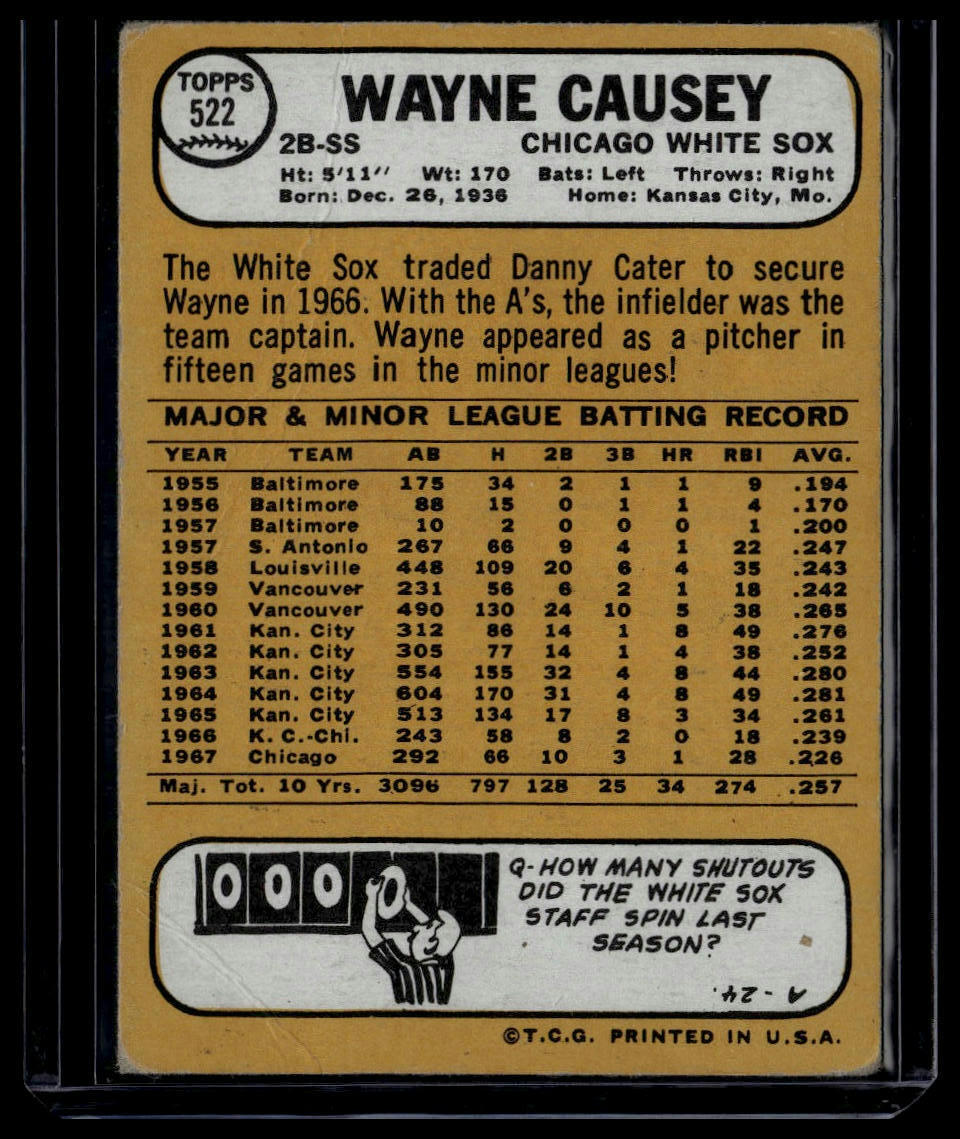 TOPPS
522
WAYNE CAUSEY
2B-SS CHICAGO WHITE SOX
Ht: 5'11" Wt: 170 Bats: Left Throws: Right
Born: Dec. 26, 1936 Home: Kansas City, Mo.
The White Sox traded Danny Cater to secure
Wayne in 1966. With the A's, the infielder was the
team captain. Wayne appeared as a pitcher in
fifteen games in the minor leagues!
MAJOR & MINOR LEAGUE BATTING RECORD
YEAR TEAM AB H 2B 3B HR RBI AVG.
1955 Baltimore 175 34 2 1 1 9 .194
1956 Baltimore 88 15 0 1 1 4 .170
1957 Baltimore 10 2 0 0 0 1 .200
1957 S. Antonio 267 66 9 4 1 22 .247
1958 Louisville 448 109 20 6 4 35 .243
1959 Vancouver 231 56 6 2 1 18 .242
1960 Vancouver 490 130 24 10 5 38 .265
1961 Kan. City 312 86 14 1 8 49 .276
1962 Kan. City 305 77 14 1 4 38 .252
1963 Kan. City 554 155 32 4 8 44 .280
1964 Kan. City 604 170 31 4 8 49 .281
1965 Kan. City 513 134 17 8 3 34 .261
1966 K. C.-Chi. 243 58 8 2 0 18 .239
1967 Chicago 292 66 10 3 1 28 .226
Maj. Tot. 10 Yrs. 3096 797 128 25 34 274 .257
0 0 0 0
Q-HOW MANY SHUTOUTS
DID THE WHITE SOX
STAFF SPIN LAST
SEASON?
A-24.
©T.C.G. PRINTED IN U.S.A.